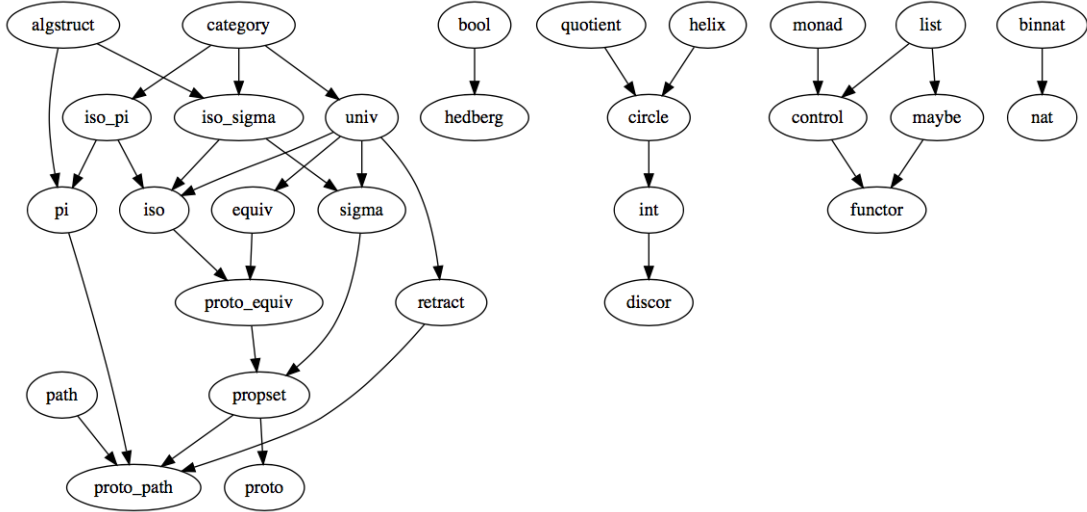 algstruct
category
bool
quotient
helix
monad
list
binnat
iso_pi
iso_sigma
univ
hedberg
circle
control
maybe
nat
pi
iso
equiv
sigma
int
functor
proto_equiv
retract
discor
path
propset
proto_path
proto